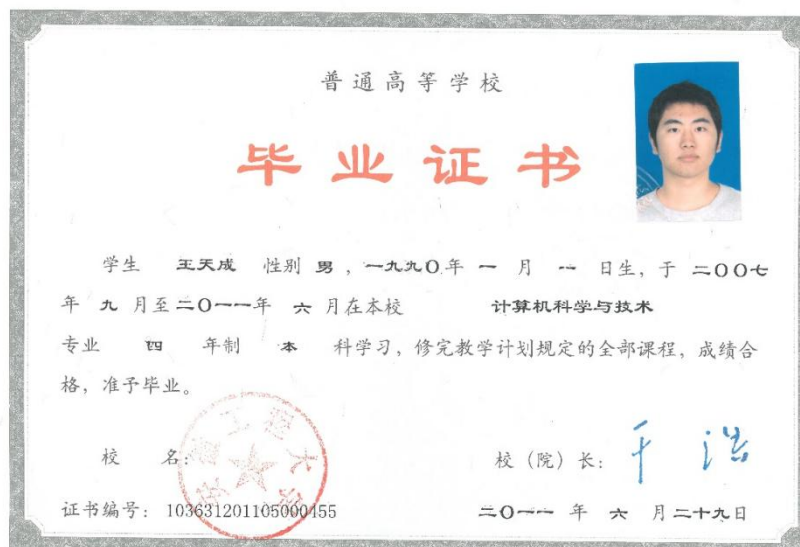 普通高等学校
毕业证书
学生 王天成 性别 男 ，一九九〇年 一 月 一 日生，于 二〇〇七
年 九 月至二〇一一年 六 月在本校 计算机科学与技术
专业 四 年制 本 科学习，修完教学计划规定的全部课程，成绩合
格，准予毕业。
校 名：
工程大
校（院）长：
证书编号： 103631201105000455
二〇一一 年 六 月二十九日